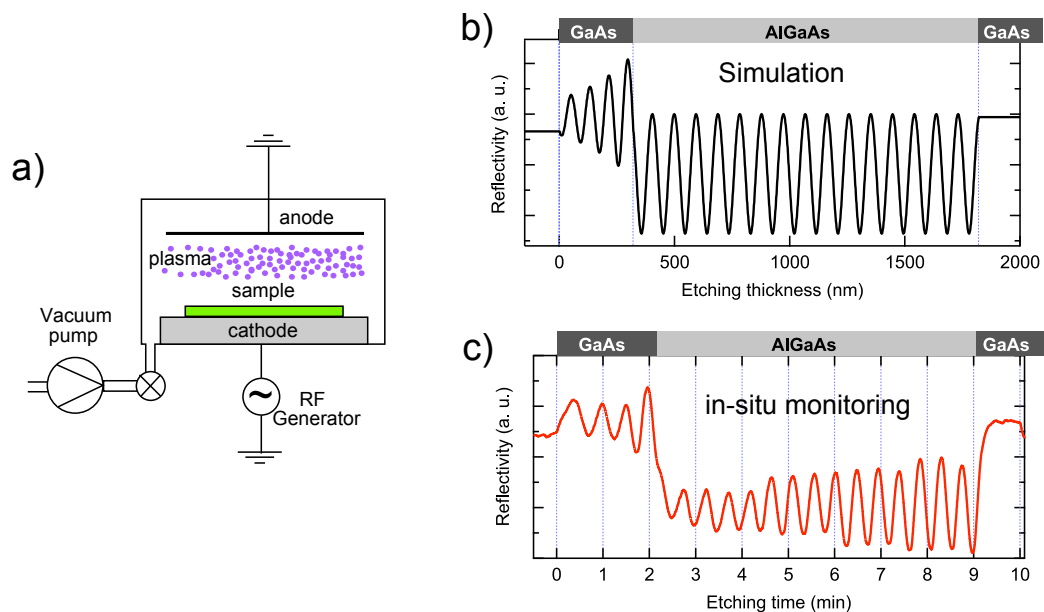 a)
anode
plasma
sample
cathode
Vacuum
pump
~
RF
Generator
b)
GaAs AlGaAs GaAs
Simulation
Reflectivity (a. u.)
0 500 1000 1500 2000
Etching thickness (nm)
c)
GaAs AlGaAs GaAs
in-situ monitoring
Reflectivity (a. u.)
0 1 2 3 4 5 6 7 8 9 10
Etching time (min)